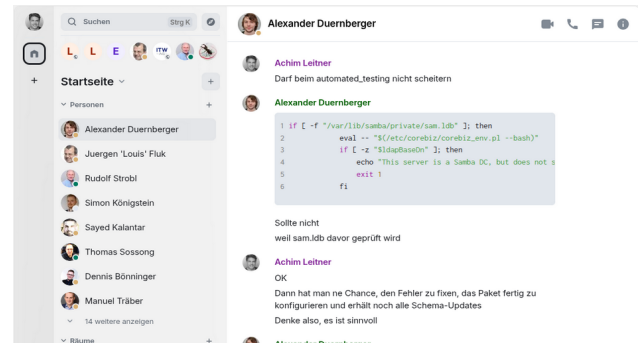 Suchen
Strg K
Alexander Duernberger
L L E ITW
Startseite
Personen
Alexander Duernberger
Juergen 'Louis' Fluk
Rudolf Strobl
Simon Königstein
Sayed Kalantar
Thomas Sossong
Dennis Bönninger
Manuel Träber
14 weitere anzeigen
Räume
Achim Leitner
Darf beim automated_testing nicht scheitern
Alexander Duernberger
1 if [ -f "/var/lib/samba/private/sam.ldb" ]; then
2 eval -- "$(/etc/corebiz/corebiz_env.pl --bash)"
3 if [ -z "$ldapBaseDn" ]; then
4 echo "This server is a Samba DC, but does not s
5 exit 1
6 fi
Sollte nicht
weil sam.ldb davor geprüft wird
Achim Leitner
OK
Dann hat man ne Chance, den Fehler zu fixen, das Paket fertig zu
konfigurieren und erhält noch alle Schema-Updates
Denke also, es ist sinnvoll
Alexander Duernberger